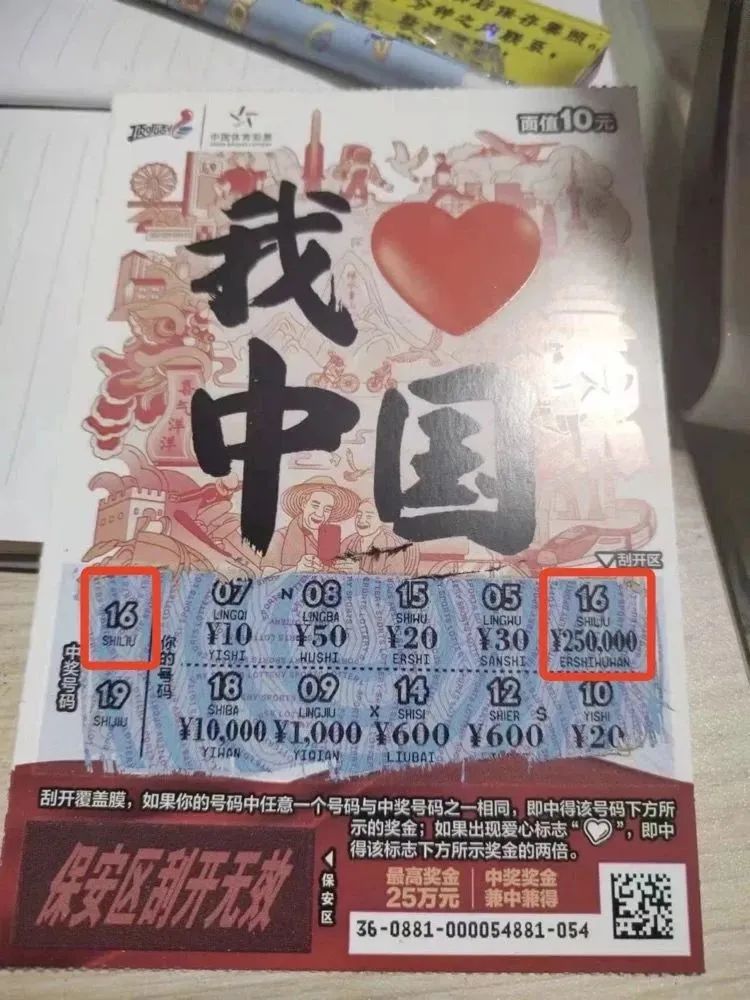 顶呱刮
中国体育彩票
面值10元
我
中国
喜气洋洋
刮开区
中奖号码
16
SHILIU
19
SHIJIU
你的号码
07 N 08 15 05 16
LINGQI LINGBA SHIWU LINGWU SHILIU
¥10 ¥50 ¥20 ¥30 ¥250,000
YISHI WUSHI ERSHI SANSHI ERSHIWUWAN
18 09 14 12 10
SHIBA LINGJIU X SHISI SHIER S YISHI
¥10,000 ¥1,000 ¥600 ¥600 ¥20
YIWAN YIQIAN LIUBAI
刮开覆盖膜，如果你的号码中任意一个号码与中奖号码之一相同，即中得该号码下方所
示的奖金；如果出现爱心标志“♡”，即中
得该标志下方所示奖金的两倍。
保安区刮开无效
保安区
最高奖金
25万元
中奖奖金
兼中兼得
36-0881-000054881-054